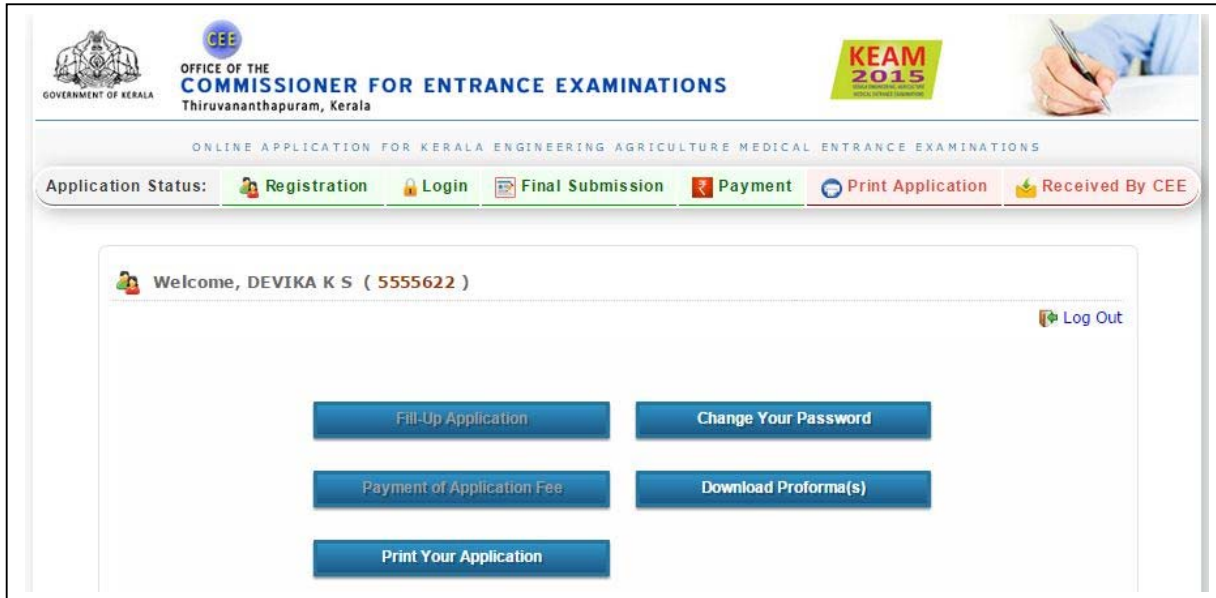 GOVERNMENT OF KERALA
CEE
OFFICE OF THE
COMMISSIONER FOR ENTRANCE EXAMINATIONS
Thiruvananthapuram, Kerala
KEAM
2015
ONLINE APPLICATION FOR KERALA ENGINEERING AGRICULTURE MEDICAL ENTRANCE EXAMINATIONS
Application Status: Registration Login Final Submission Payment Print Application Received By CEE
Welcome, DEVIKA K S ( 5555622 )
Log Out
Fill-Up Application Change Your Password
Payment of Application Fee Download Proforma(s)
Print Your Application